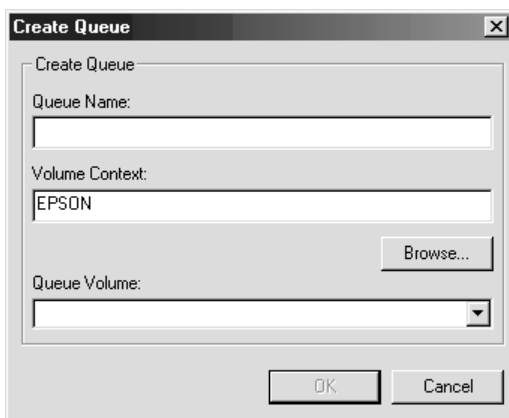 Create Queue
Create Queue
Queue Name:
Volume Context:
EPSON
Browse...
Queue Volume:
OK
Cancel